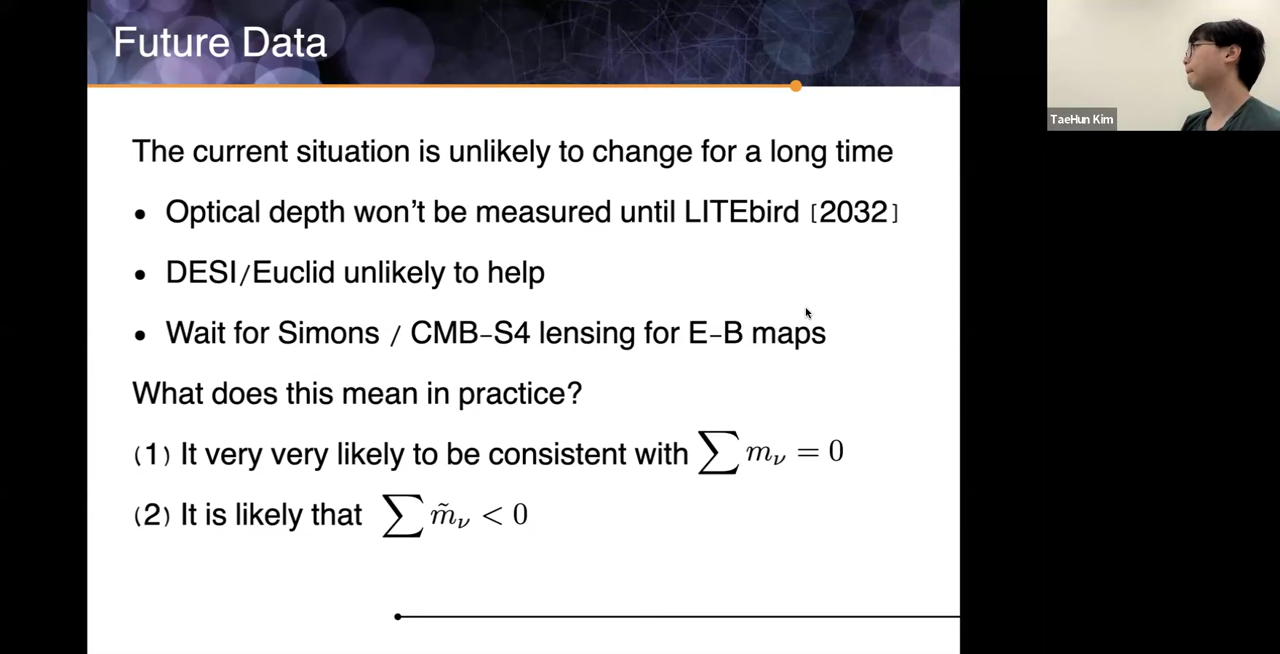 Future Data
TaeHun Kim
The current situation is unlikely to change for a long time
• Optical depth won't be measured until LITEbird [2032]
• DESI/Euclid unlikely to help
• Wait for Simons / CMB-S4 lensing for E-B maps
What does this mean in practice?
(1) It very very likely to be consistent with ∑ mᵥ = 0
(2) It is likely that ∑ m̃ᵥ < 0